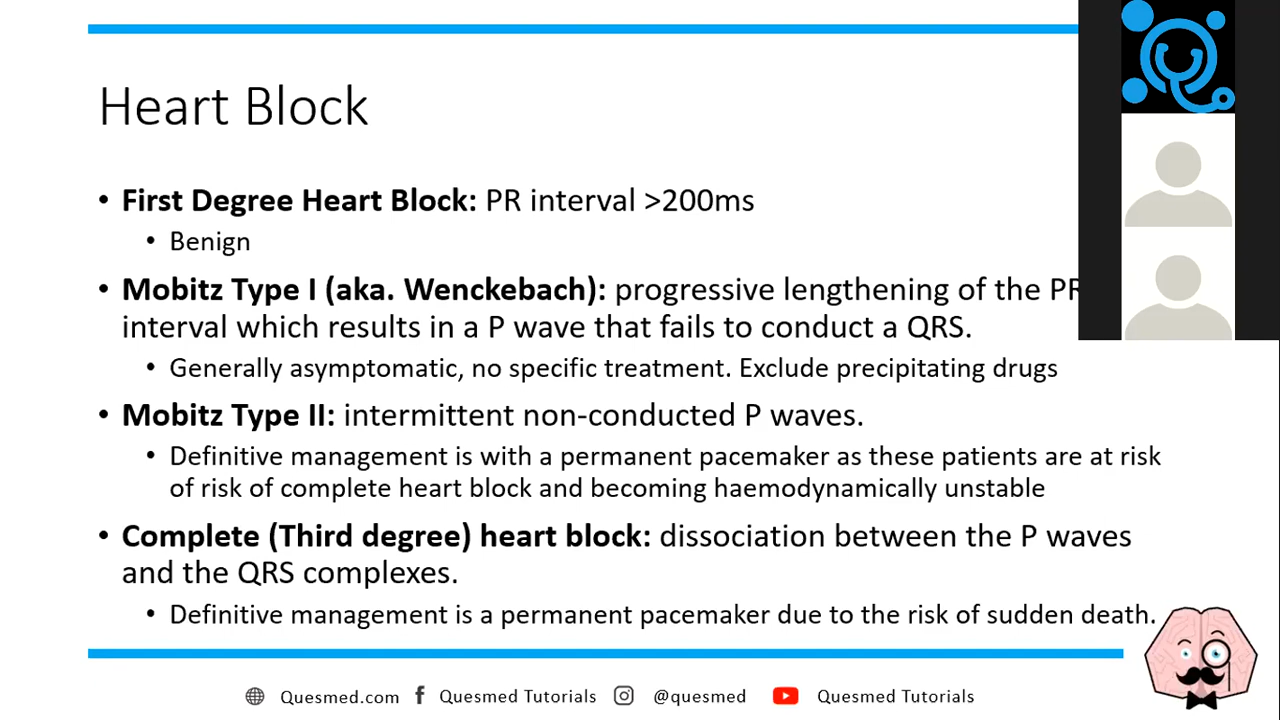 Heart Block
• First Degree Heart Block: PR interval >200ms
• Benign
• Mobitz Type I (aka. Wenckebach): progressive lengthening of the PR
interval which results in a P wave that fails to conduct a QRS.
• Generally asymptomatic, no specific treatment. Exclude precipitating drugs
• Mobitz Type II: intermittent non-conducted P waves.
• Definitive management is with a permanent pacemaker as these patients are at risk
of risk of complete heart block and becoming haemodynamically unstable
• Complete (Third degree) heart block: dissociation between the P waves
and the QRS complexes.
• Definitive management is a permanent pacemaker due to the risk of sudden death.
Quesmed.com Quesmed Tutorials @quesmed Quesmed Tutorials